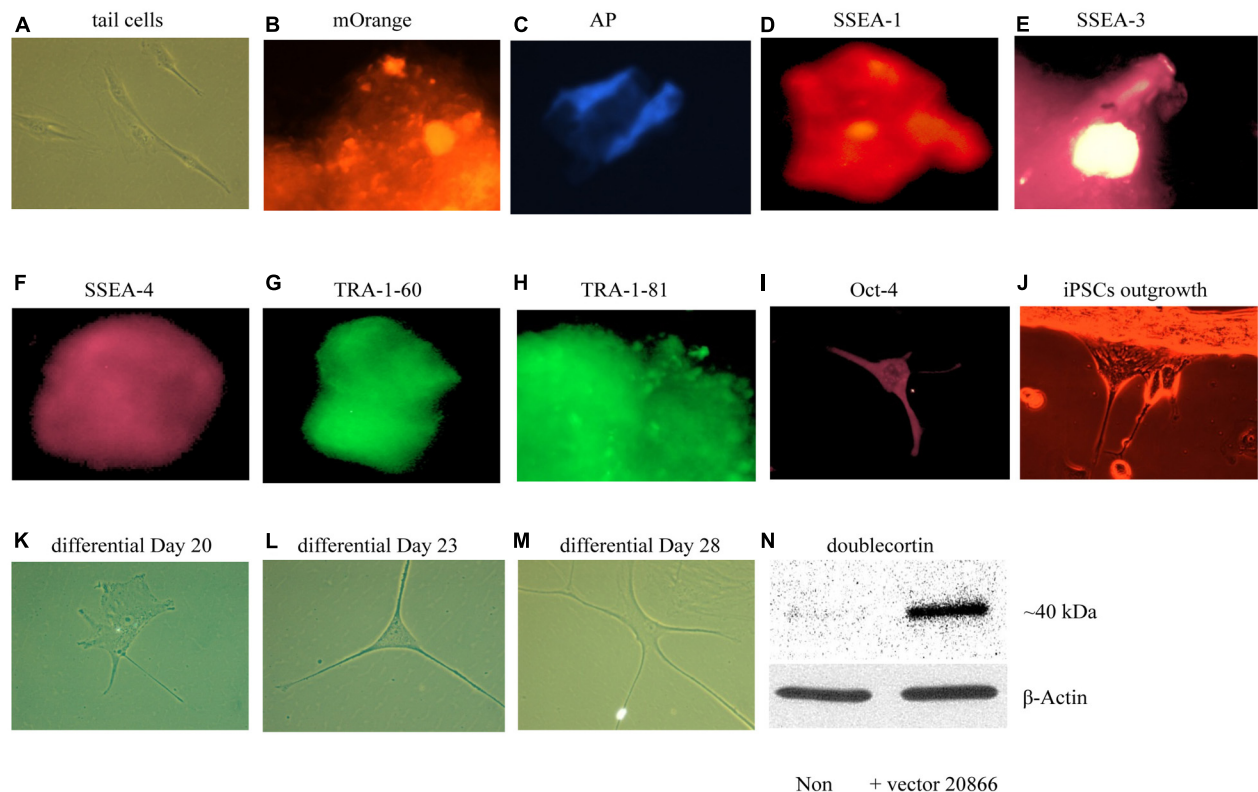 A tail cells
B mOrange
C AP
D SSEA-1
E SSEA-3
F SSEA-4
G TRA-1-60
H TRA-1-81
I Oct-4
J iPSCs outgrowth
K differential Day 20
L differential Day 23
M differential Day 28
N doublecortin
~40 kDa
β-Actin
Non + vector 20866